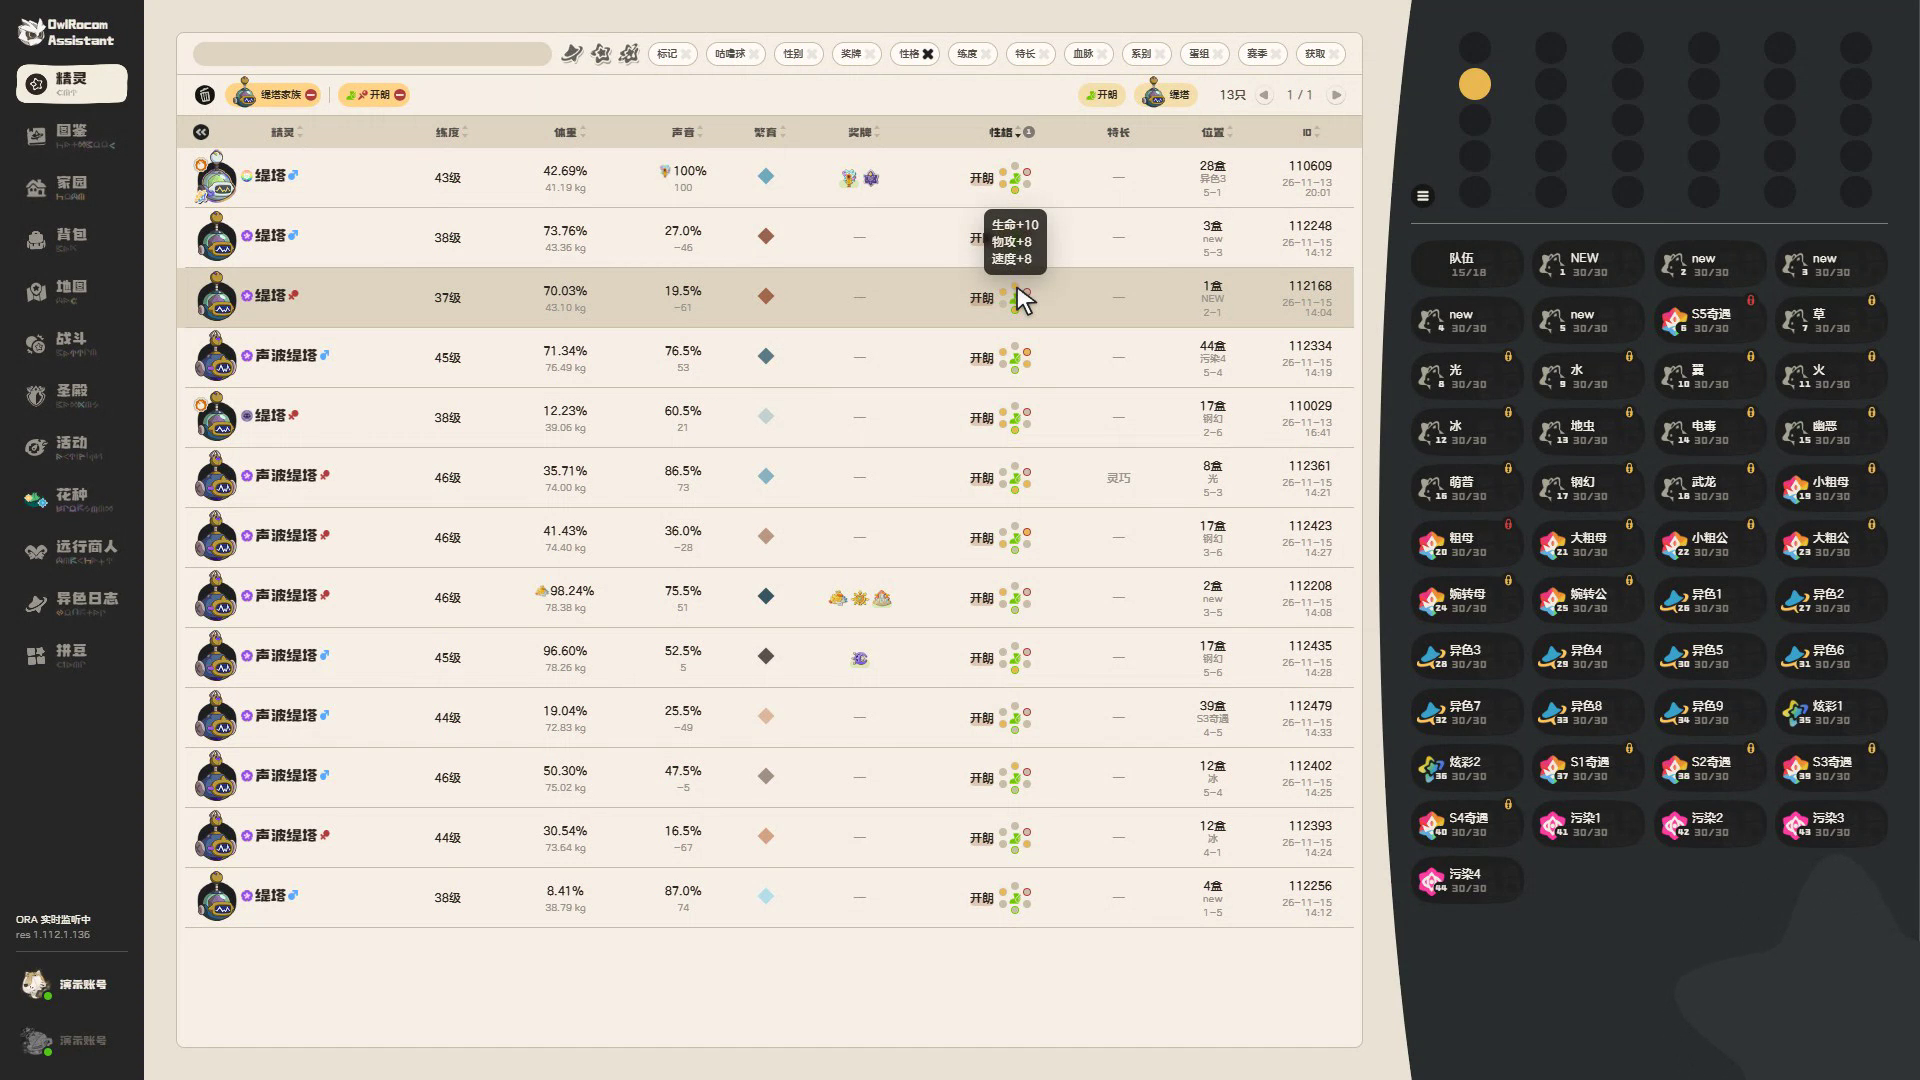 OwlRocom
Assistant
精灵
图鉴
家园
背包
地图
战斗
圣殿
活动
花种
远行商人
异色日志
拼豆
ORA 实时监听中
res 1.112.1.136
演示账号
演示账号
标记 咕噜球 性别 奖牌 性格 练度 特长 血脉 系别 蛋组 赛季 获取
缇塔家族 开朗 开朗 缇塔 13只 1 / 1
精灵 练度 体重 声音 繁育 奖牌 性格 1 特长 位置 ID
缇塔 43级 42.69% 41.19 kg 100% 100 开朗 — 28盒 异色3 5-1 110609 26-11-13 20:01
缇塔 38级 73.76% 43.36 kg 27.0% -46 — 开 — 3盒 new 5-3 112248 26-11-15 14:12
生命+10
物攻+8
速度+8
缇塔 37级 70.03% 43.10 kg 19.5% -61 — 开朗 — 1盒 NEW 2-1 112168 26-11-15 14:04
声波缇塔 45级 71.34% 76.49 kg 76.5% 53 — 开朗 — 44盒 污染4 5-4 112334 26-11-15 14:19
缇塔 38级 12.23% 39.06 kg 60.5% 21 — 开朗 — 17盒 钢幻 2-6 110029 26-11-13 16:41
声波缇塔 46级 35.71% 74.00 kg 86.5% 73 — 开朗 灵巧 8盒 光 5-3 112361 26-11-15 14:21
声波缇塔 46级 41.43% 74.40 kg 36.0% -28 — 开朗 — 17盒 钢幻 3-6 112423 26-11-15 14:27
声波缇塔 46级 98.24% 78.38 kg 75.5% 51 开朗 — 2盒 new 3-5 112208 26-11-15 14:08
声波缇塔 45级 96.60% 78.26 kg 52.5% 5 开朗 — 17盒 钢幻 5-6 112435 26-11-15 14:28
声波缇塔 44级 19.04% 72.83 kg 25.5% -49 — 开朗 — 39盒 S3奇遇 4-5 112479 26-11-15 14:33
声波缇塔 46级 50.30% 75.02 kg 47.5% -5 — 开朗 — 12盒 冰 5-4 112402 26-11-15 14:25
声波缇塔 44级 30.54% 73.64 kg 16.5% -67 — 开朗 — 12盒 冰 4-1 112393 26-11-15 14:24
缇塔 38级 8.41% 38.79 kg 87.0% 74 — 开朗 — 4盒 new 1-5 112256 26-11-15 14:12
队伍 15/18 NEW 1 30/30 new 2 30/30 new 3 30/30
new 4 30/30 new 5 30/30 S5奇遇 6 30/30 草 7 30/30
光 8 30/30 水 9 30/30 翼 10 30/30 火 11 30/30
冰 12 30/30 地虫 13 30/30 电毒 14 30/30 幽恶 15 30/30
萌普 16 30/30 钢幻 17 30/30 武龙 18 30/30 小粗母 19 30/30
粗母 20 30/30 大粗母 21 30/30 小粗公 22 30/30 大粗公 23 30/30
婉转母 24 30/30 婉转公 25 30/30 异色1 26 30/30 异色2 27 30/30
异色3 28 30/30 异色4 29 30/30 异色5 30 30/30 异色6 31 30/30
异色7 32 30/30 异色8 33 30/30 异色9 34 30/30 炫彩1 35 30/30
炫彩2 36 30/30 S1奇遇 37 30/30 S2奇遇 38 30/30 S3奇遇 39 30/30
S4奇遇 40 30/30 污染1 41 30/30 污染2 42 30/30 污染3 43 30/30
污染4 44 30/30